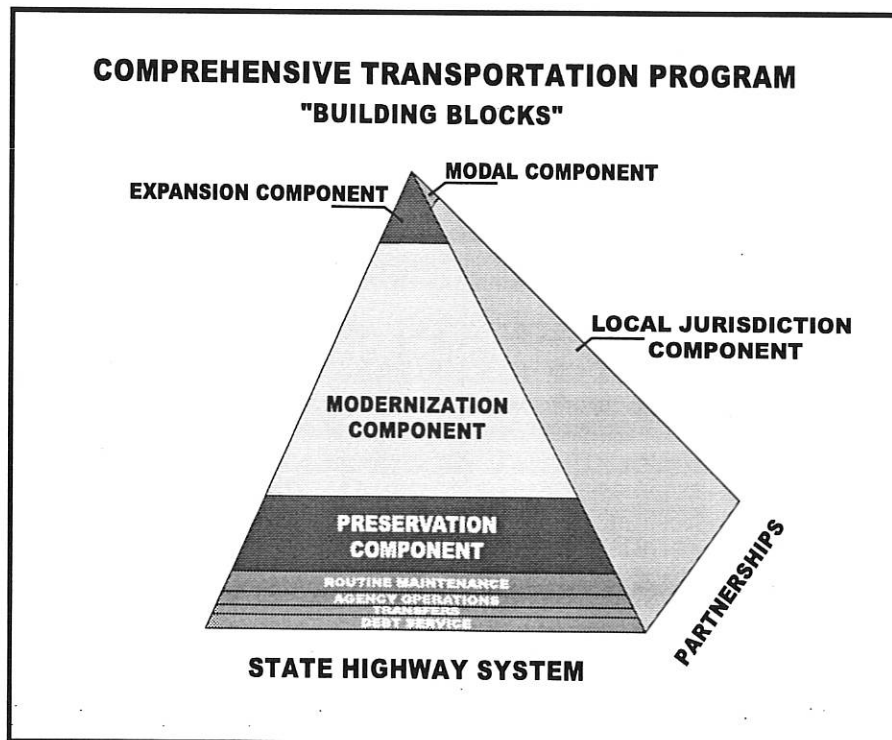 COMPREHENSIVE TRANSPORTATION PROGRAM
"BUILDING BLOCKS"
MODAL COMPONENT
EXPANSION COMPONENT
LOCAL JURISDICTION
COMPONENT
MODERNIZATION
COMPONENT
PRESERVATION
COMPONENT
ROUTINE MAINTENANCE
AGENCY OPERATIONS
TRANSFERS
DEBT SERVICE
PARTNERSHIPS
STATE HIGHWAY SYSTEM